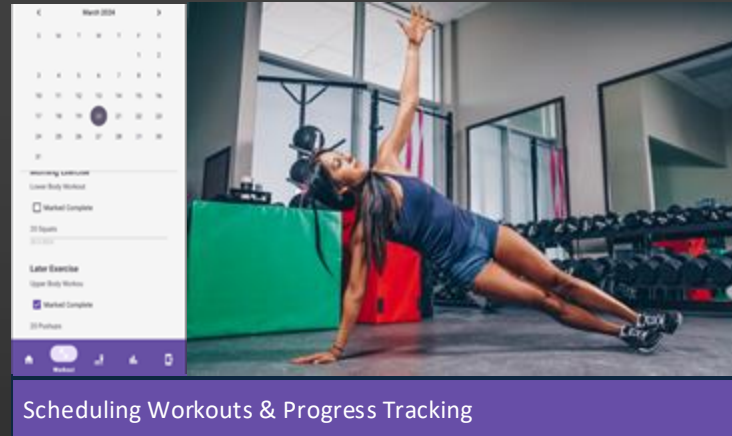 March 2024
S M T W T F S
1 2
3 4 5 6 7 8 9
10 11 12 13 14 15 16
17 18 19 20 21 22 23
24 25 26 27 28 29 30
31
Morning Exercise
Lower Body Workout
Marked Complete
20 Squats
Later Exercise
Upper Body Workou
Marked Complete
20 Pushups
Workout
Scheduling Workouts & Progress Tracking